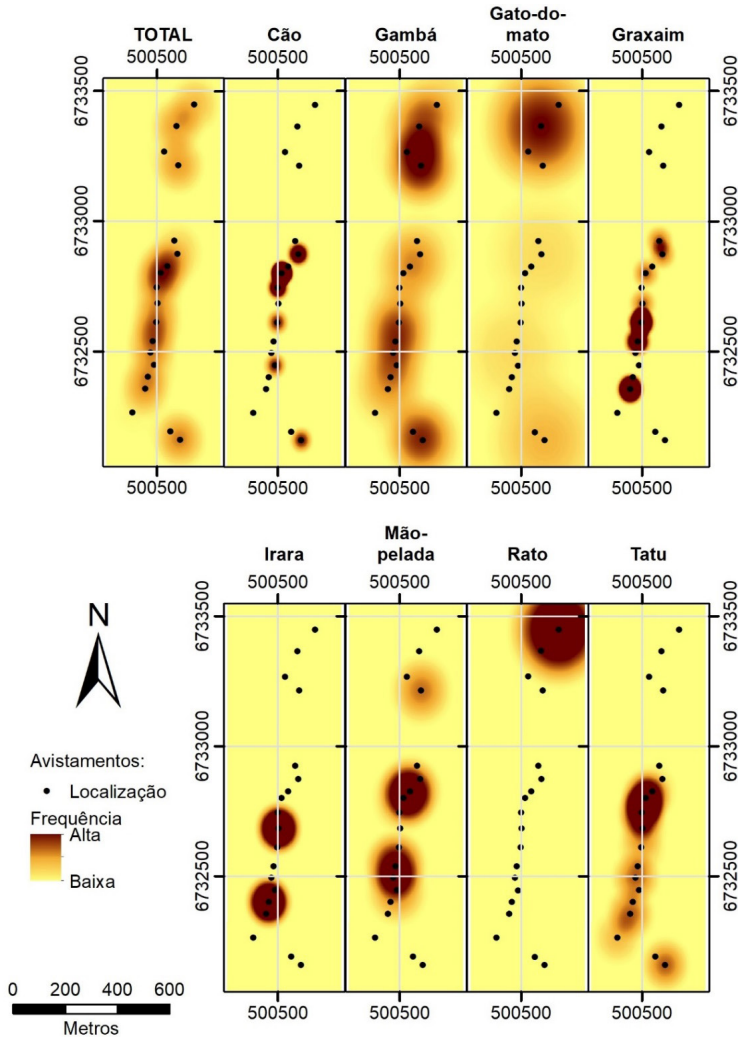 TOTAL
Cão
Gambá
Gato-do-
mato
Graxaim
500500
500500
500500
500500
500500
6733500
6733000
6732500
6733500
6733000
6732500
500500
500500
500500
500500
500500
Irara
Mão-
pelada
Rato
Tatu
500500
500500
500500
500500
6733500
6733000
6732500
6733500
6733000
6732500
500500
500500
500500
500500
N
Avistamentos:
Localização
Frequência
Alta
Baixa
0 200 400 600
Metros